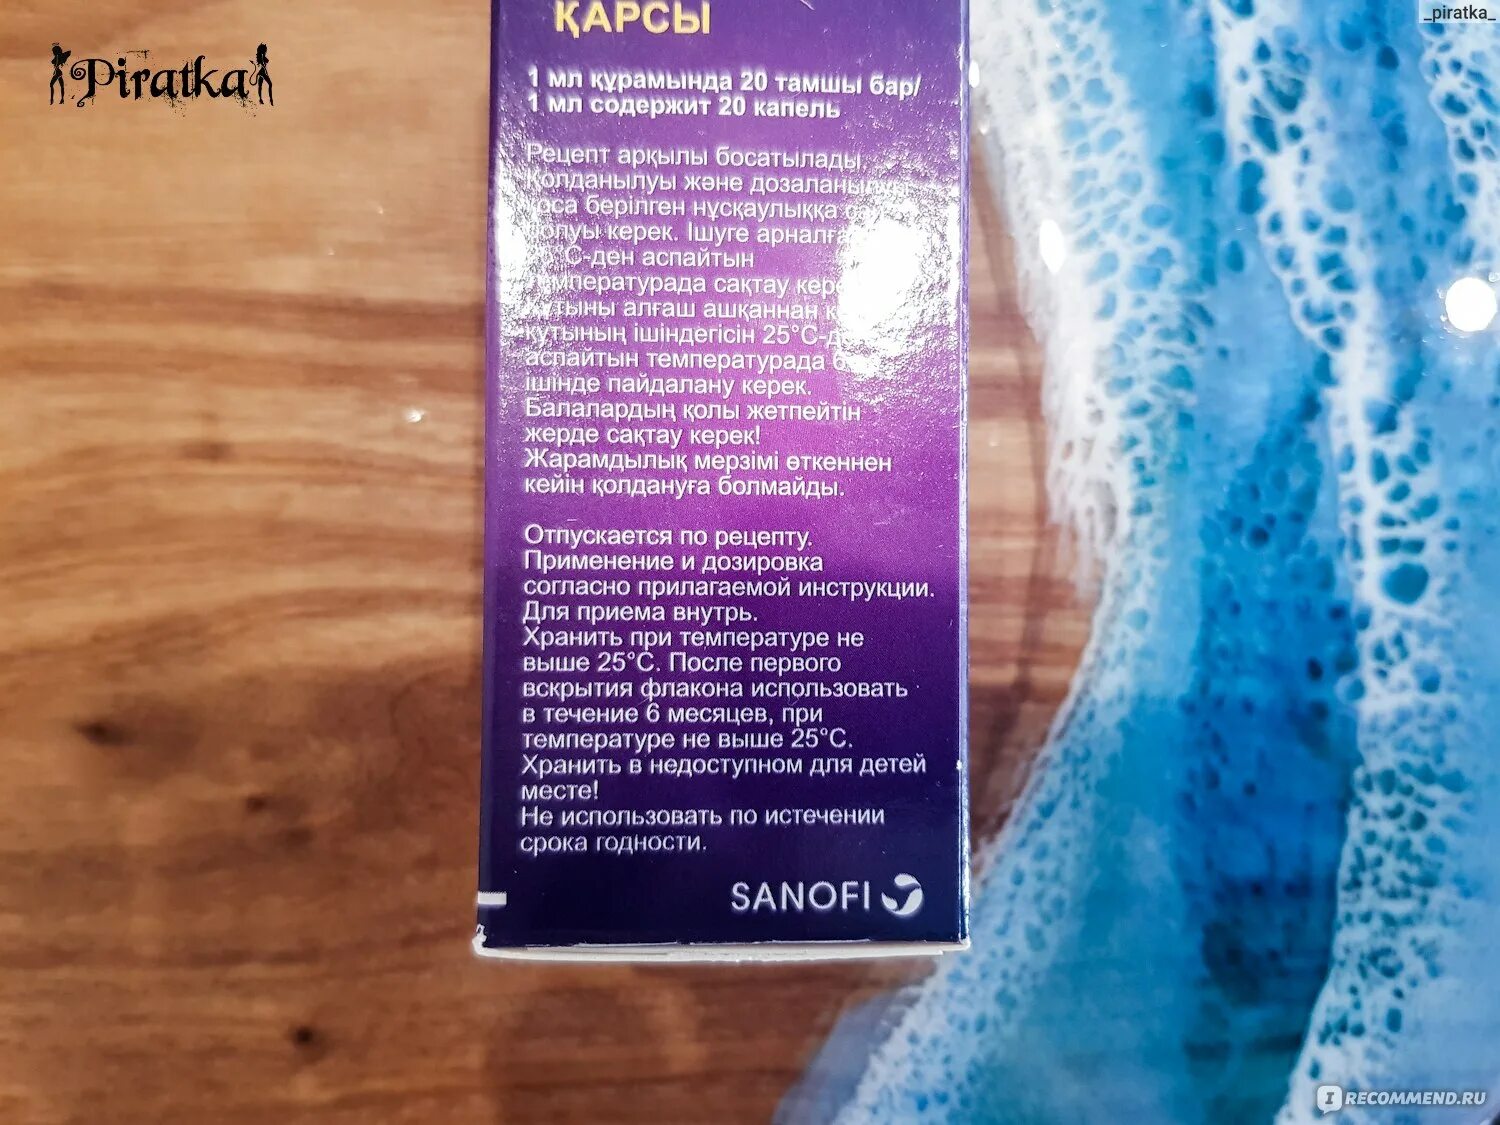 _piratka_
Piratka
ҚАРСЫ
1 мл құрамында 20 тамшы бар/
1 мл содержит 20 капель
Рецепт арқылы босатылады.
Қолданылуы және дозаланылуы
қоса берілген нұсқаулыққа
болуы керек. Ішуге
аспайтын
температурада сақтау
алғаш ашқаннан
құтының ішіндегісін 25°С-
аспайтын температурада
ішінде пайдалану керек.
Балалардың қолы жетпейтін
жерде сақтау керек!
Жарамдылық мерзімі өткеннен
кейін қолдануға болмайды.
Отпускается по рецепту.
Применение и дозировка
согласно прилагаемой инструкции.
Для приема внутрь.
Хранить при температуре не
выше 25°С. После первого
вскрытия флакона использовать
в течение 6 месяцев, при
температуре не выше 25°С.
Хранить в недоступном для детей
месте!
Не использовать по истечении
срока годности.
SANOFI
IRECOMMEND.RU